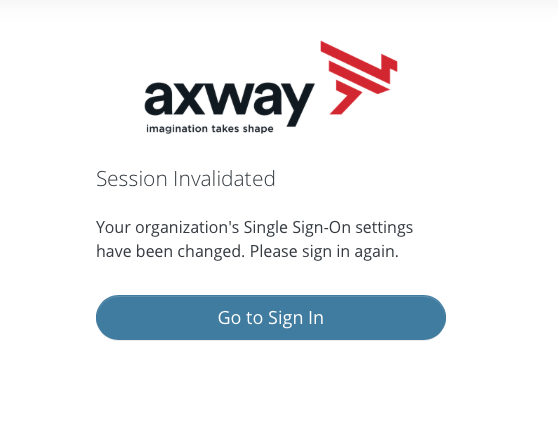 axway
imagination takes shape
Session Invalidated
Your organization's Single Sign-On settings
have been changed. Please sign in again.
Go to Sign In